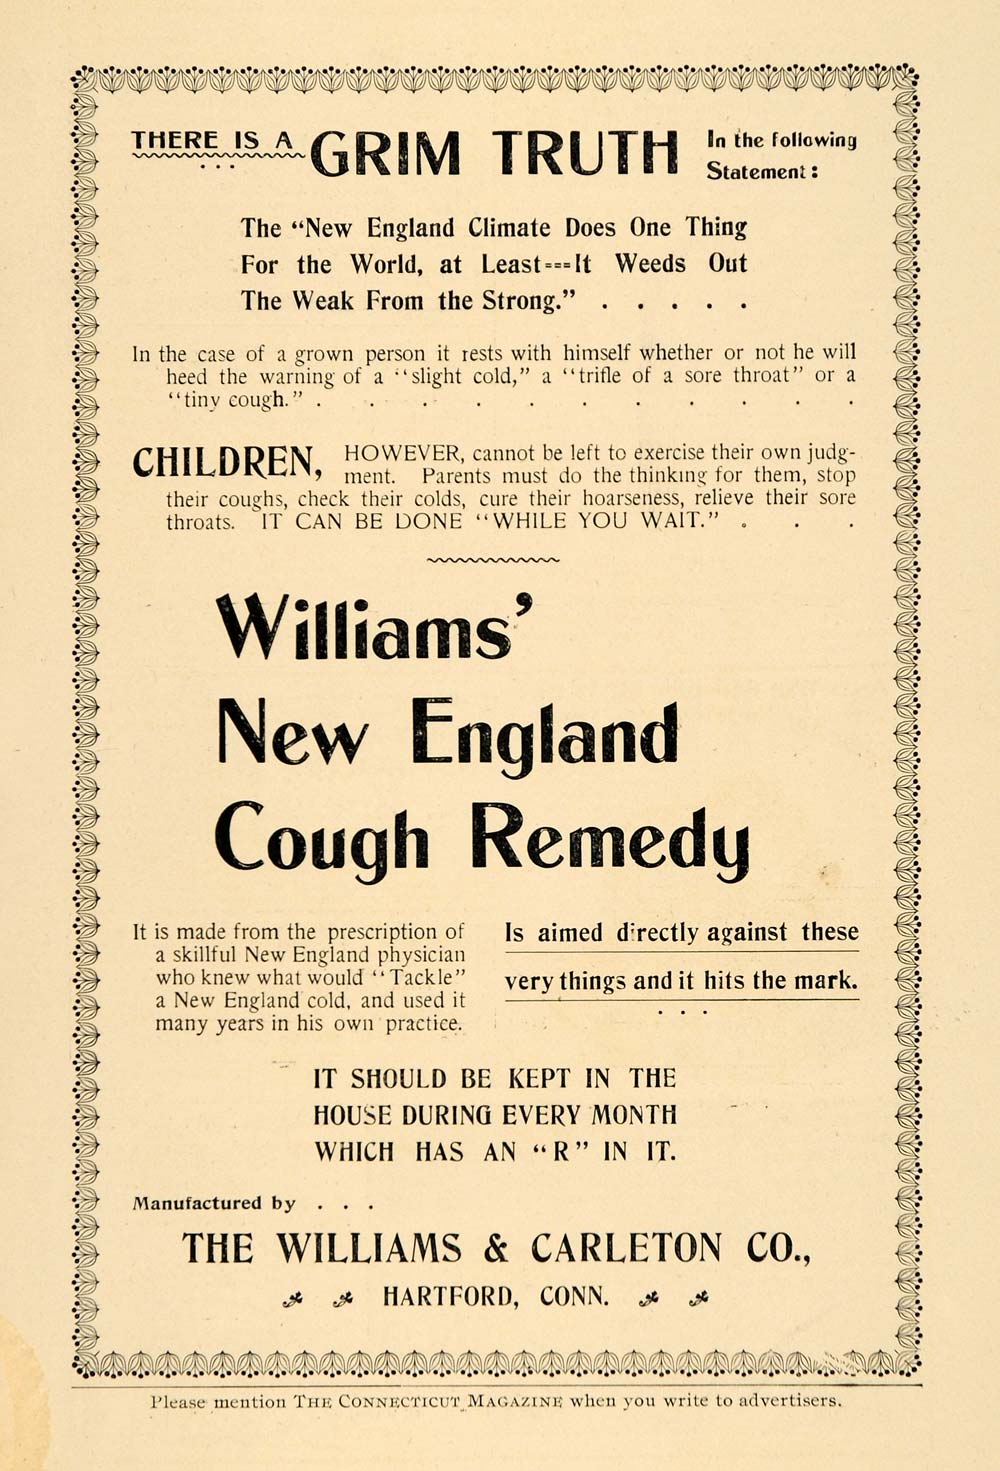 THERE IS A GRIM TRUTH In the following
Statement:
The “New England Climate Does One Thing
For the World, at Least===It Weeds Out
The Weak From the Strong.” . . . . .
In the case of a grown person it rests with himself whether or not he will
heed the warning of a “slight cold,” a “trifle of a sore throat” or a
“tiny cough.” . . . . . . . . . . .
CHILDREN, HOWEVER, cannot be left to exercise their own judg-
ment. Parents must do the thinking for them, stop
their coughs, check their colds, cure their hoarseness, relieve their sore
throats. IT CAN BE DONE “WHILE YOU WAIT.” . . .
Williams’
New England
Cough Remedy
It is made from the prescription of
a skillful New England physician
who knew what would “Tackle”
a New England cold, and used it
many years in his own practice.
Is aimed directly against these
very things and it hits the mark.
. . .
IT SHOULD BE KEPT IN THE
HOUSE DURING EVERY MONTH
WHICH HAS AN “R” IN IT.
Manufactured by . . .
THE WILLIAMS & CARLETON CO.,
HARTFORD, CONN.
Please mention THE CONNECTICUT MAGAZINE when you write to advertisers.